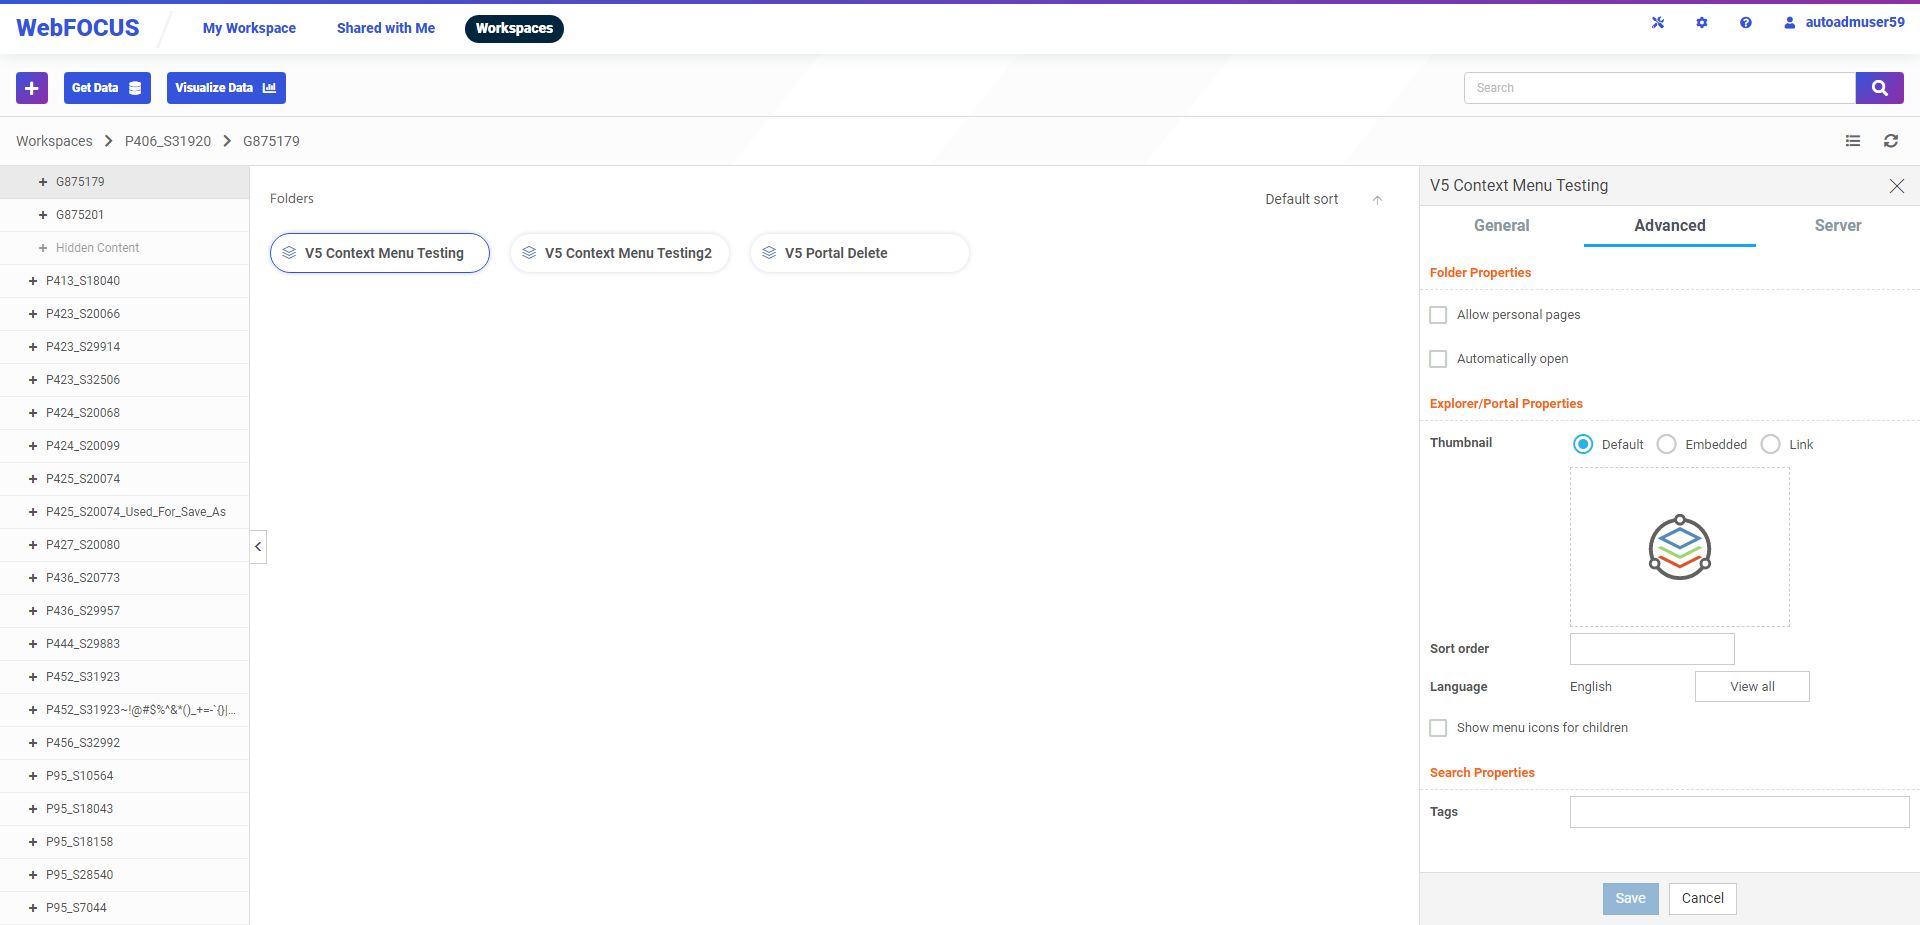 WebFOCUS
My Workspace
Shared with Me
Workspaces
autoadmuser59
Get Data
Visualize Data
Search
Workspaces
P406_S31920
G875179
G875179
G875201
Hidden Content
P413_S18040
P423_S20066
P423_S29914
P423_S32506
P424_S20068
P424_S20099
P425_S20074
P425_S20074_Used_For_Save_As
P427_S20080
P436_S20773
P436_S29957
P444_S29883
P452_S31923
P452_S31923~!@#$%^&*()_+=-`{}|...
P456_S32992
P95_S10564
P95_S18043
P95_S18158
P95_S28540
P95_S7044
Folders
Default sort
V5 Context Menu Testing
V5 Context Menu Testing2
V5 Portal Delete
V5 Context Menu Testing
General
Advanced
Server
Folder Properties
Allow personal pages
Automatically open
Explorer/Portal Properties
Thumbnail
Default
Embedded
Link
Sort order
Language
English
View all
Show menu icons for children
Search Properties
Tags
Save
Cancel